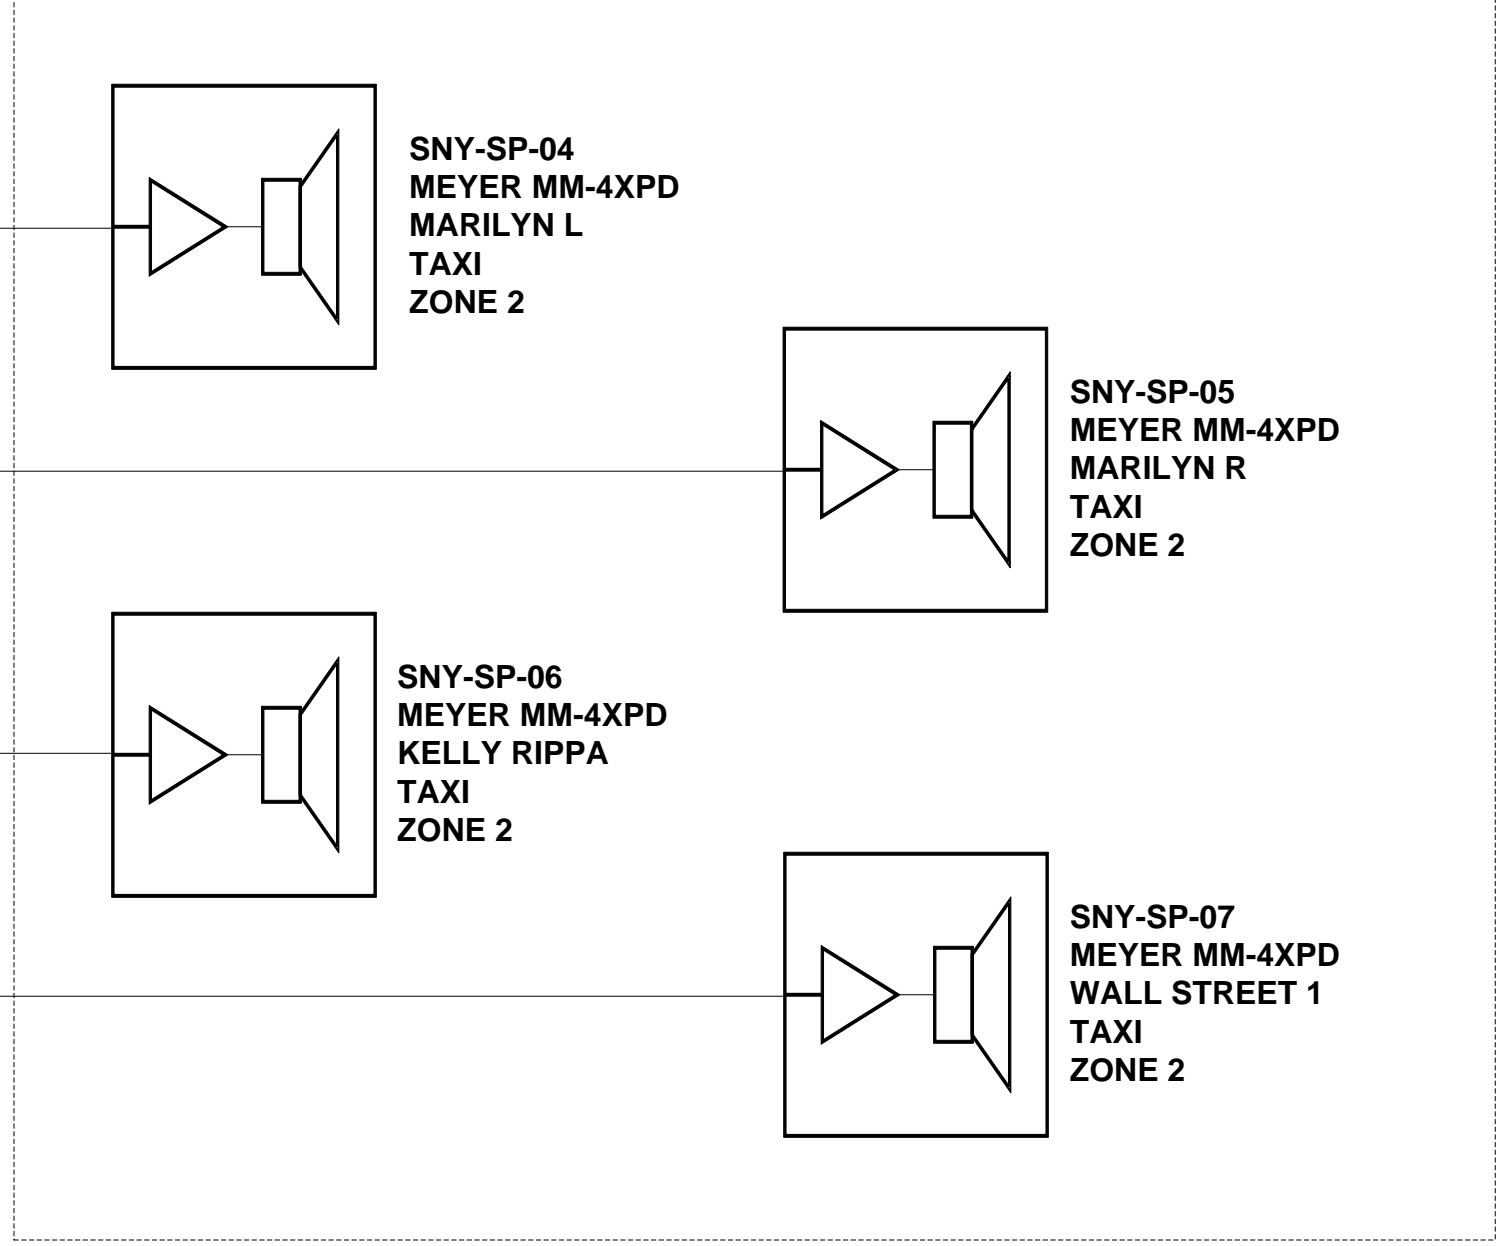 SNY-SP-04
MEYER MM-4XPD
MARILYN L
TAXI
ZONE 2
SNY-SP-05
MEYER MM-4XPD
MARILYN R
TAXI
ZONE 2
SNY-SP-06
MEYER MM-4XPD
KELLY RIPPA
TAXI
ZONE 2
SNY-SP-07
MEYER MM-4XPD
WALL STREET 1
TAXI
ZONE 2